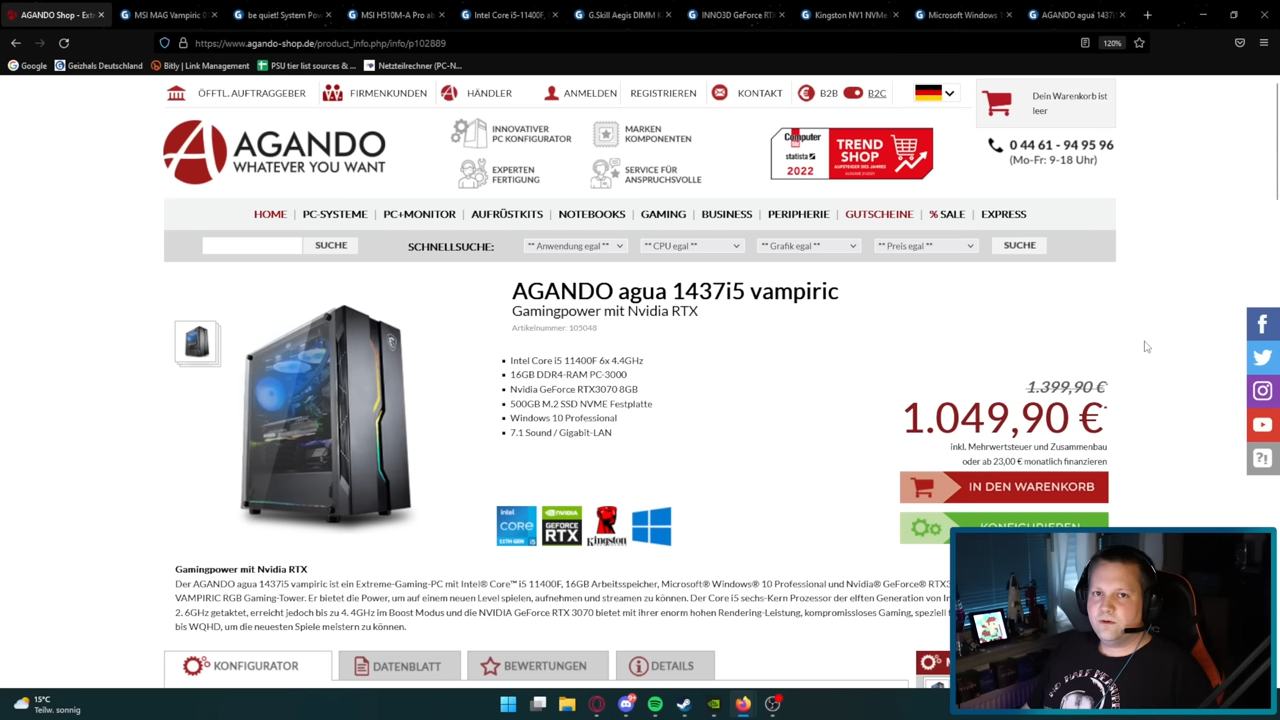 AGANDO Shop - Ext
MSI MAG Vampiric 0
be quiet! System Pow
MSI H510M-A Pro ab
Intel Core i5-11400F,
G.Skill Aegis DIMM K
INNO3D GeForce RTX
Kingston NV1 NVMe
Microsoft Windows 1
AGANDO agua 1437i
https://www.agando-shop.de/product_info.php/info/p102889
120%
Google
Geizhals Deutschland
Bitly | Link Management
PSU tier list sources &...
Netzteilrechner (PC-N...
ÖFFTL. AUFTRAGGEBER
FIRMENKUNDEN
HÄNDLER
ANMELDEN
REGISTRIEREN
KONTAKT
B2B
B2C
Dein Warenkorb ist
leer
AGANDO
WHATEVER YOU WANT
INNOVATIVER
PC KONFIGURATOR
MARKEN
KOMPONENTEN
EXPERTEN
FERTIGUNG
SERVICE FÜR
ANSPRUCHSVOLLE
Computer
statista
2022
TREND
SHOP
0 44 61 - 94 95 96
(Mo-Fr: 9-18 Uhr)
HOME | PC-SYSTEME | PC+MONITOR | AUFRÜSTKITS | NOTEBOOKS | GAMING | BUSINESS | PERIPHERIE | GUTSCHEINE | % SALE | EXPRESS
SUCHE
SCHNELLSUCHE:
** Anwendung egal **
** CPU egal **
** Grafik egal **
** Preis egal **
SUCHE
AGANDO agua 1437i5 vampiric
Gamingpower mit Nvidia RTX
Artikelnummer: 105048
Intel Core i5 11400F 6x 4.4GHz
16GB DDR4-RAM PC-3000
Nvidia GeForce RTX3070 8GB
500GB M.2 SSD NVME Festplatte
Windows 10 Professional
7.1 Sound / Gigabit-LAN
1.399,90 €
1.049,90 €*
inkl. Mehrwertsteuer und Zusammenbau
oder ab 23,00 € monatlich finanzieren
IN DEN WARENKORB
KONFIGURIEREN
intel
CORE
i5
NVIDIA
GEFORCE
RTX
Kingston
Gamingpower mit Nvidia RTX
Der AGANDO agua 1437i5 vampiric ist ein Extreme-Gaming-PC mit Intel® Core™ i5 11400F, 16GB Arbeitsspeicher, Microsoft® Windows® 10 Professional und Nvidia® GeForce® RTX3
VAMPIRIC RGB Gaming-Tower. Er bietet die Power, um auf einem neuen Level spielen, aufnehmen und streamen zu können. Der Core i5 sechs-Kern Prozessor der elften Generation von In
2. 6GHz getaktet, erreicht jedoch bis zu 4. 4GHz im Boost Modus und die NVIDIA GeForce RTX 3070 bietet mit ihrer enorm hohen Rendering-Leistung, kompromissloses Gaming, speziell f
bis WQHD, um die neuesten Spiele meistern zu können.
KONFIGURATOR
DATENBLATT
BEWERTUNGEN
DETAILS
15°C
Teilw. sonnig